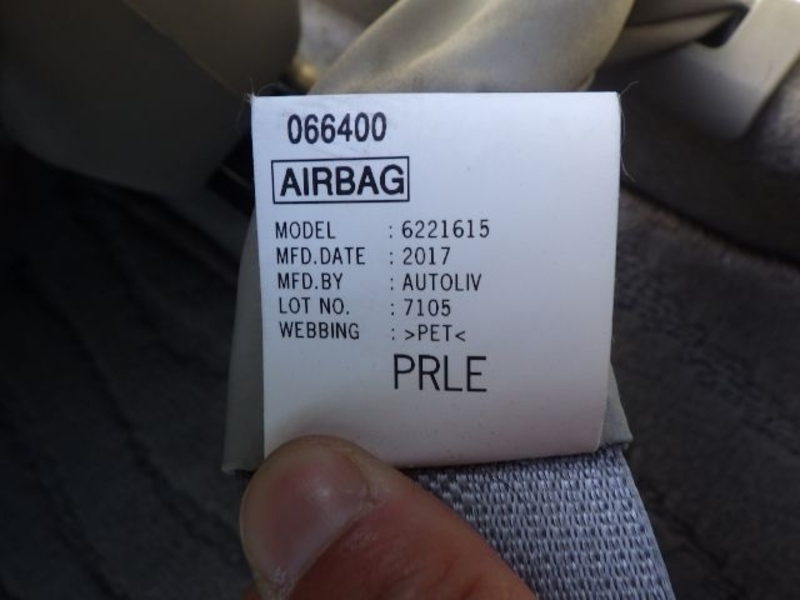 066400
AIRBAG
MODEL : 6221615
MFD.DATE : 2017
MFD.BY : AUTOLIV
LOT NO. : 7105
WEBBING : >PET<
PRLE